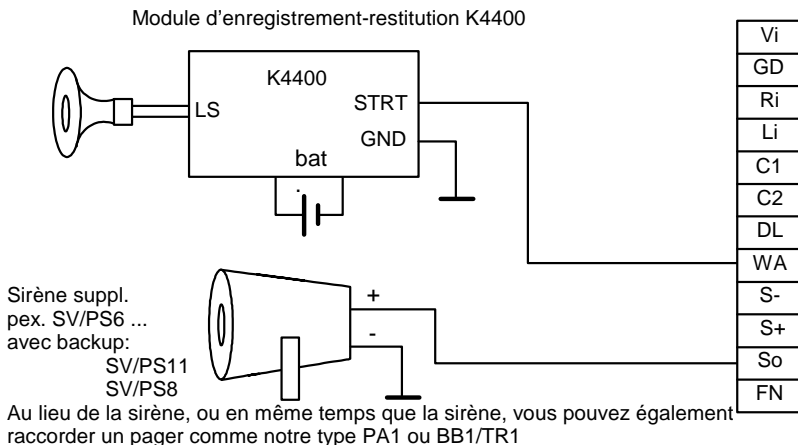 Module d'enregistrement-restitution K4400
K4400
LS
STRT
GND
bat
.
Vi
GD
Ri
Li
C1
C2
DL
WA
S-
S+
So
FN
+
-
Sirène suppl.
pex. SV/PS6 ...
avec backup:
SV/PS11
SV/PS8
Au lieu de la sirène, ou en même temps que la sirène, vous pouvez également
raccorder un pager comme notre type PA1 ou BB1/TR1